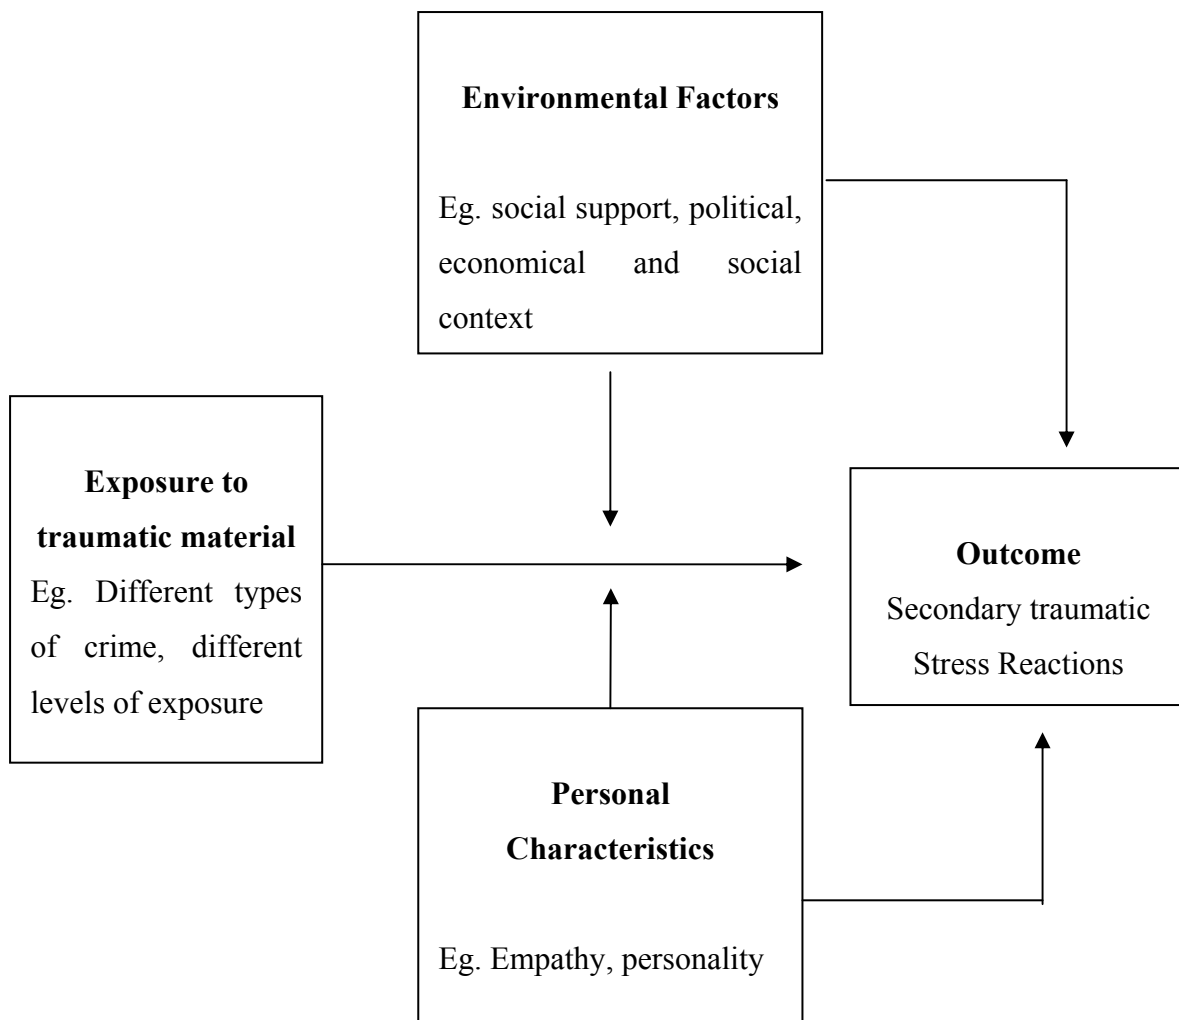 Environmental Factors
Eg. social support, political,
economical and social
context
Exposure to
traumatic material
Eg. Different types
of crime, different
levels of exposure
Outcome
Secondary traumatic
Stress Reactions
Personal
Characteristics
Eg. Empathy, personality